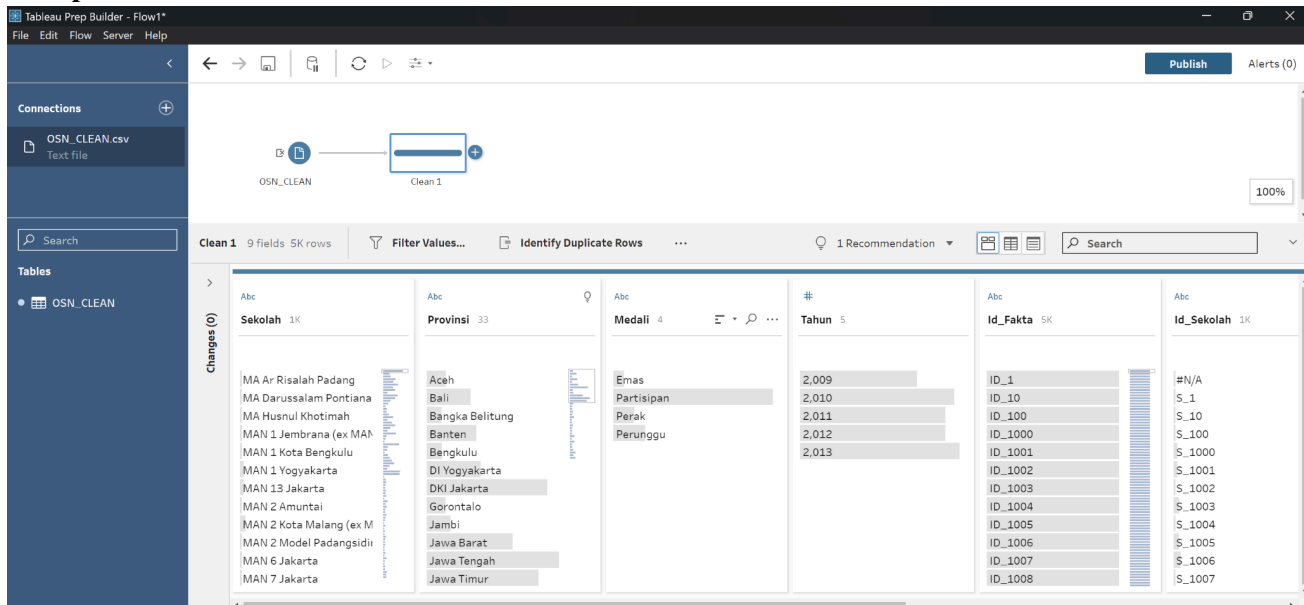 Tableau Prep Builder - Flow1*
File Edit Flow Server Help
Publish Alerts (0)
Connections
OSN_CLEAN.csv
Text file
OSN_CLEAN
Clean 1
100%
Search
Clean 1 9 fields 5K rows Filter Values... Identify Duplicate Rows ... 1 Recommendation Search
Tables
OSN_CLEAN
Changes (0)
Abc
Sekolah 1K
MA Ar Risalah Padang
MA Darussalam Pontiana
MA Husnul Khotimah
MAN 1 Jembrana (ex MAN
MAN 1 Kota Bengkulu
MAN 1 Yogyakarta
MAN 13 Jakarta
MAN 2 Amuntai
MAN 2 Kota Malang (ex M
MAN 2 Model Padangsidin
MAN 6 Jakarta
MAN 7 Jakarta
Abc
Provinsi 33
Aceh
Bali
Bangka Belitung
Banten
Bengkulu
DI Yogyakarta
DKI Jakarta
Gorontalo
Jambi
Jawa Barat
Jawa Tengah
Jawa Timur
Abc
Medali 4 ...
Emas
Partisipan
Perak
Perunggu
#
Tahun 5
2,009
2,010
2,011
2,012
2,013
Abc
Id_Fakta 5K
ID_1
ID_10
ID_100
ID_1000
ID_1001
ID_1002
ID_1003
ID_1004
ID_1005
ID_1006
ID_1007
ID_1008
Abc
Id_Sekolah 1K
#N/A
S_1
S_10
S_100
S_1000
S_1001
S_1002
S_1003
S_1004
S_1005
S_1006
S_1007